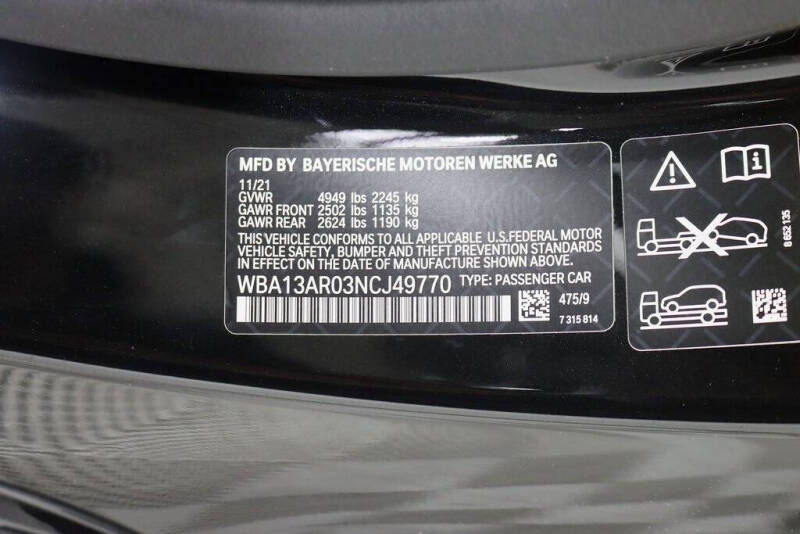 MFD BY BAYERISCHE MOTOREN WERKE AG
11/21
GVWR 4949 lbs 2245 kg
GAWR FRONT 2502 lbs 1135 kg
GAWR REAR 2624 lbs 1190 kg
THIS VEHICLE CONFORMS TO ALL APPLICABLE U.S.FEDERAL MOTOR
VEHICLE SAFETY, BUMPER AND THEFT PREVENTION STANDARDS
IN EFFECT ON THE DATE OF MANUFACTURE SHOWN ABOVE.
WBA13AR03NCJ49770 TYPE: PASSENGER CAR
475/9
7 315 814
8 652 135